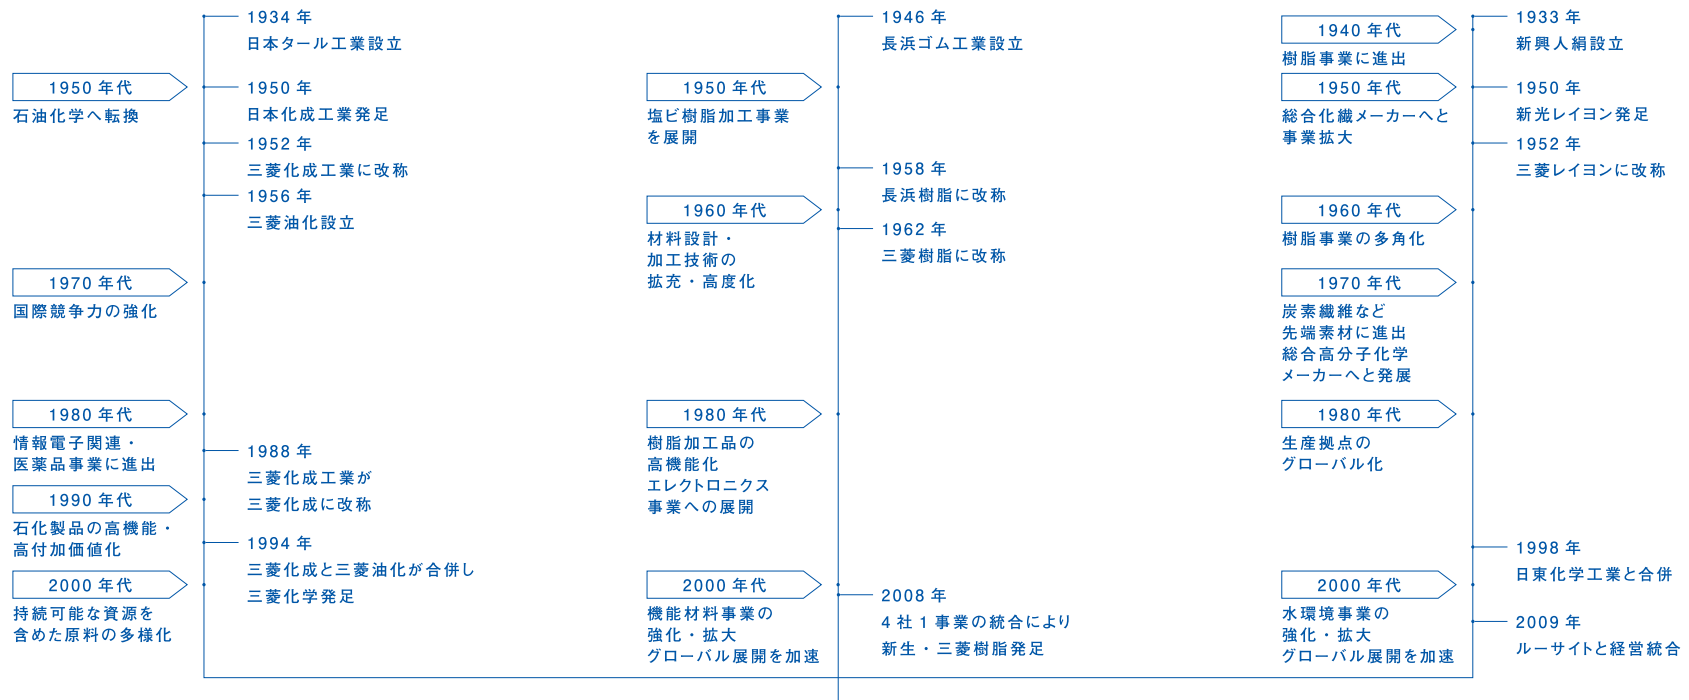 1934 年
日本タール工業設立
1950 年代
石油化学へ転換
1950 年
日本化成工業発足
1952 年
三菱化成工業に改称
1956 年
三菱油化設立
1970 年代
国際競争力の強化
1980 年代
情報電子関連・
医薬品事業に進出
1988 年
三菱化成工業が
三菱化成に改称
1990 年代
石化製品の高機能・
高付加価値化
1994 年
三菱化成と三菱油化が合併し
三菱化学発足
2000 年代
持続可能な資源を
含めた原料の多様化
1946 年
長浜ゴム工業設立
1950 年代
塩ビ樹脂加工事業
を展開
1958 年
長浜樹脂に改称
1960 年代
材料設計・
加工技術の
拡充・高度化
1962 年
三菱樹脂に改称
1980 年代
樹脂加工品の
高機能化
エレクトロニクス
事業への展開
2000 年代
機能材料事業の
強化・拡大
グローバル展開を加速
2008 年
4 社 1 事業の統合により
新生・三菱樹脂発足
1933 年
新興人絹設立
1940 年代
樹脂事業に進出
1950 年代
総合化繊メーカーへと
事業拡大
1950 年
新光レイヨン発足
1952 年
三菱レイヨンに改称
1960 年代
樹脂事業の多角化
1970 年代
炭素繊維など
先端素材に進出
総合高分子化学
メーカーへと発展
1980 年代
生産拠点の
グローバル化
1998 年
日東化学工業と合併
2000 年代
水環境事業の
強化・拡大
グローバル展開を加速
2009 年
ルーサイトと経営統合